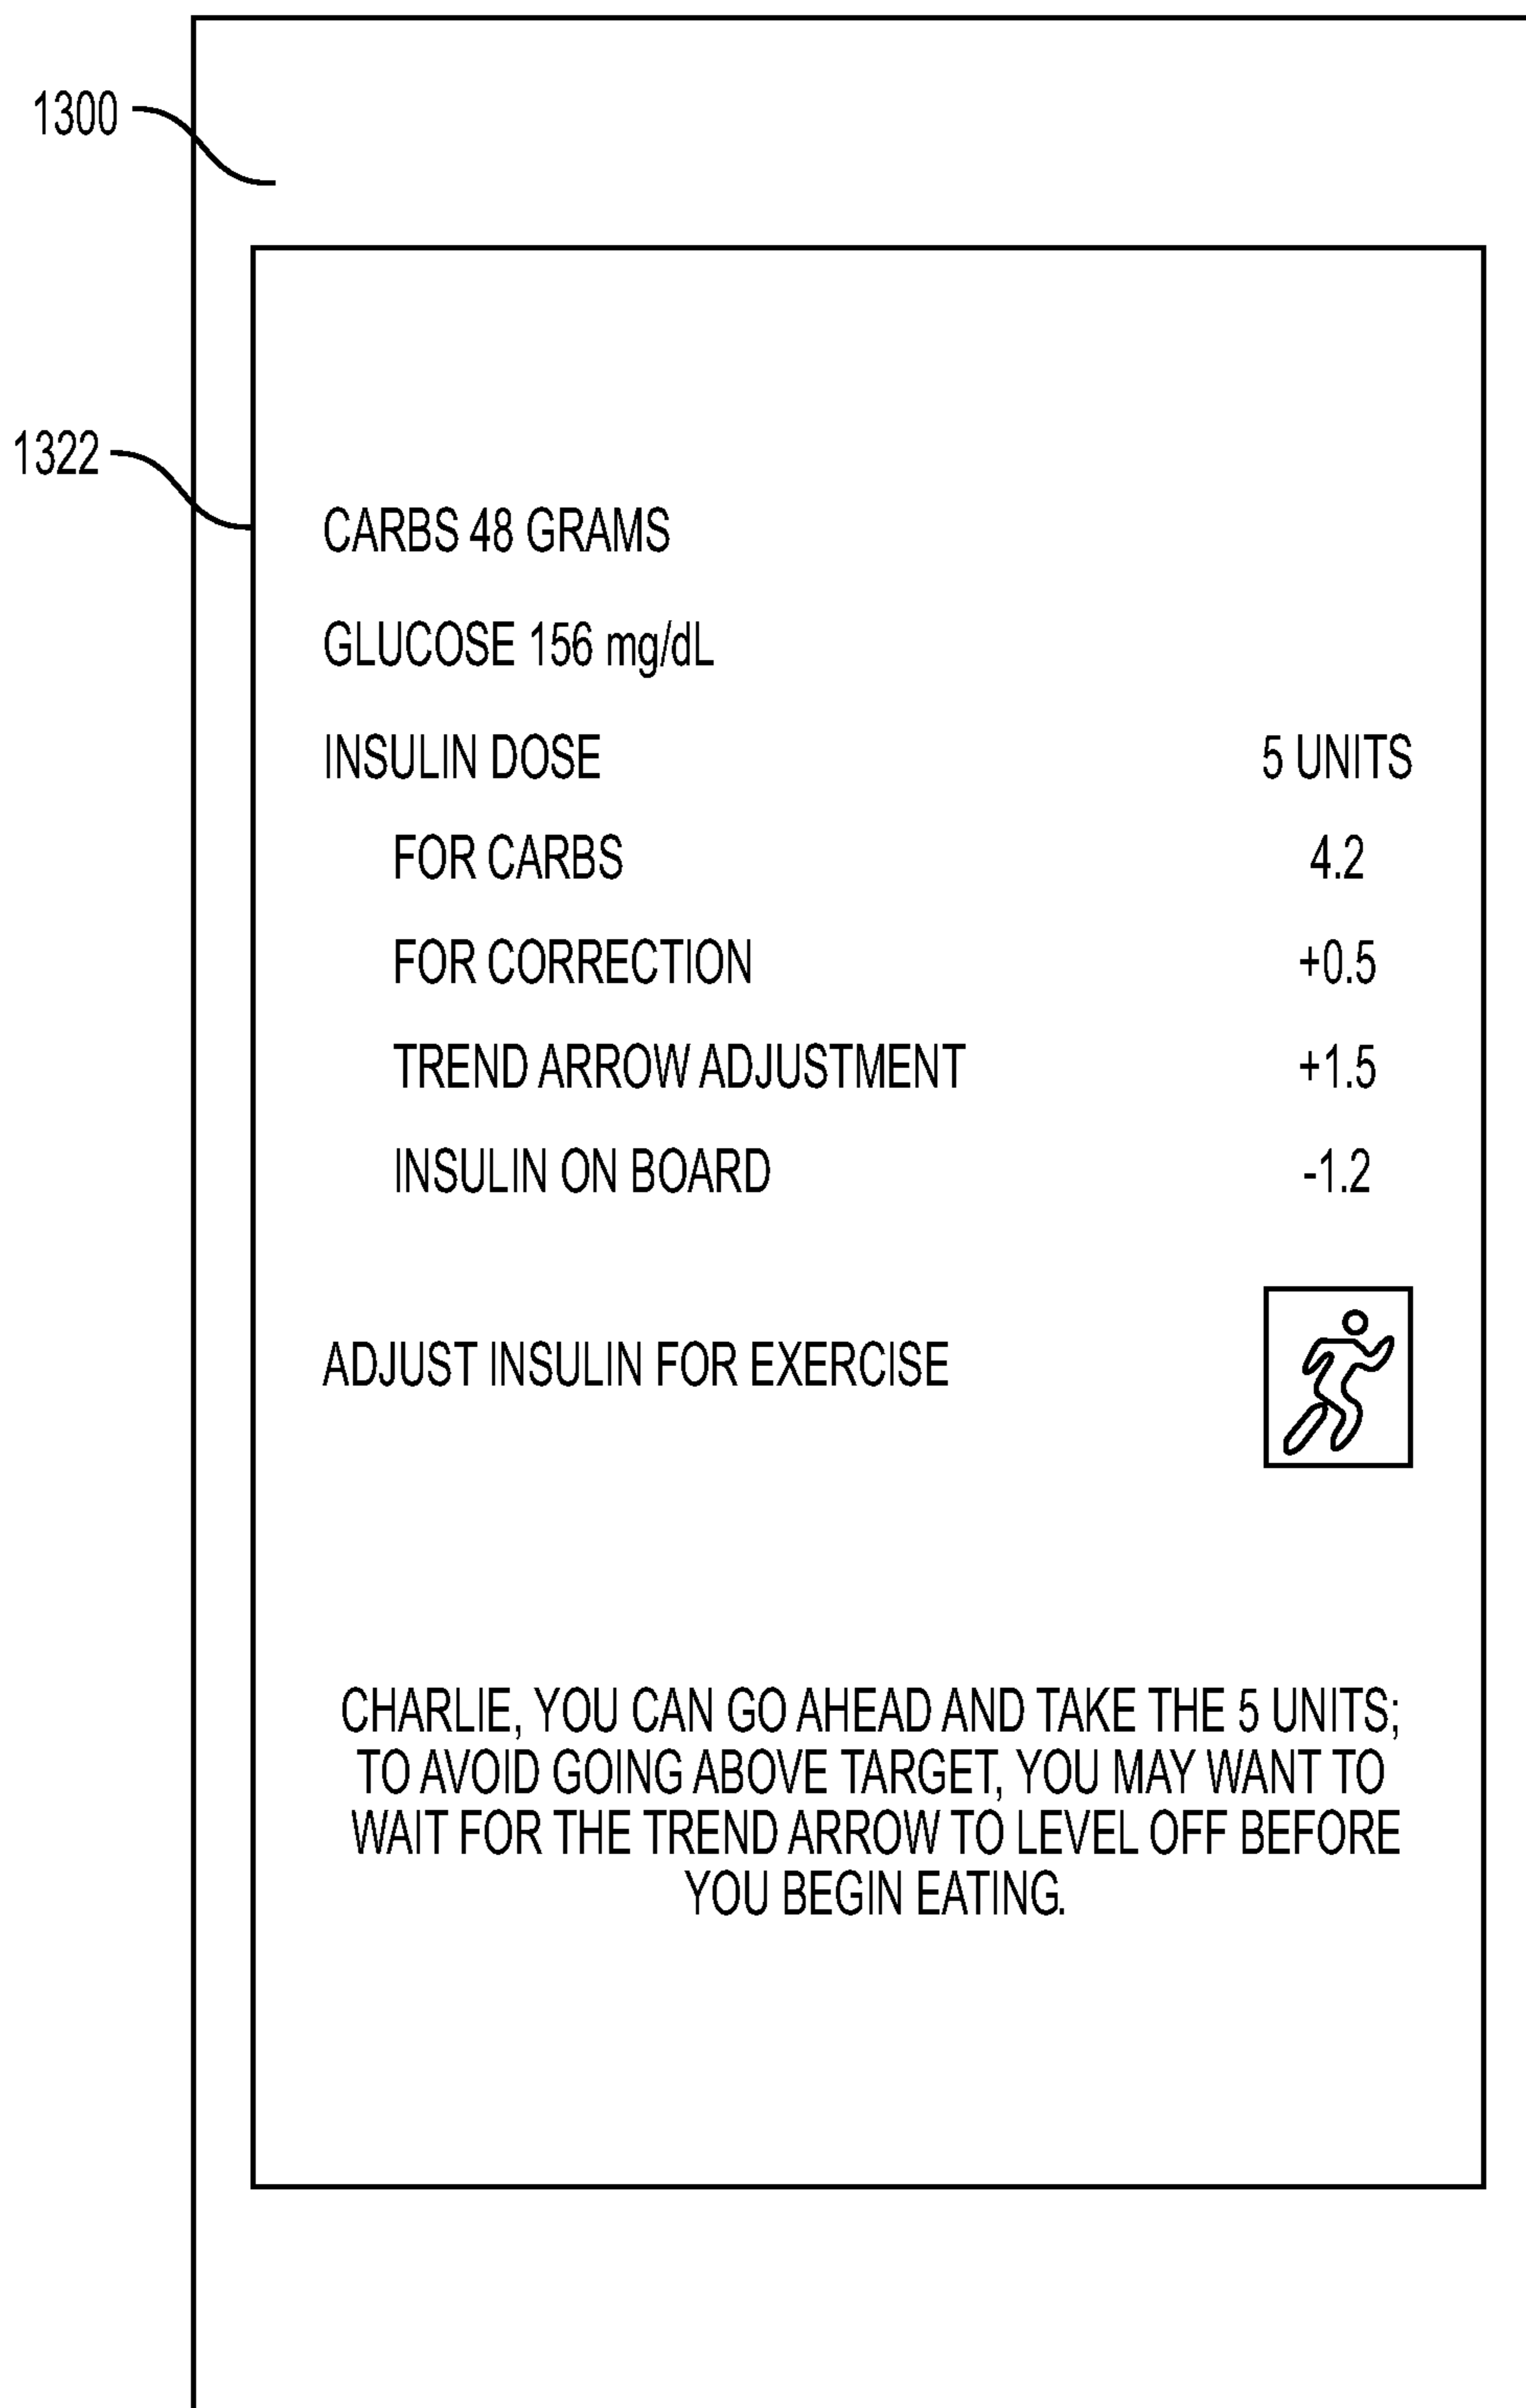 1300
1322
CARBS 48 GRAMS
GLUCOSE 156 mg/dL
INSULIN DOSE 5 UNITS
FOR CARBS 4.2
FOR CORRECTION +0.5
TREND ARROW ADJUSTMENT +1.5
INSULIN ON BOARD -1.2
ADJUST INSULIN FOR EXERCISE
CHARLIE, YOU CAN GO AHEAD AND TAKE THE 5 UNITS;
TO AVOID GOING ABOVE TARGET, YOU MAY WANT TO
WAIT FOR THE TREND ARROW TO LEVEL OFF BEFORE
YOU BEGIN EATING.